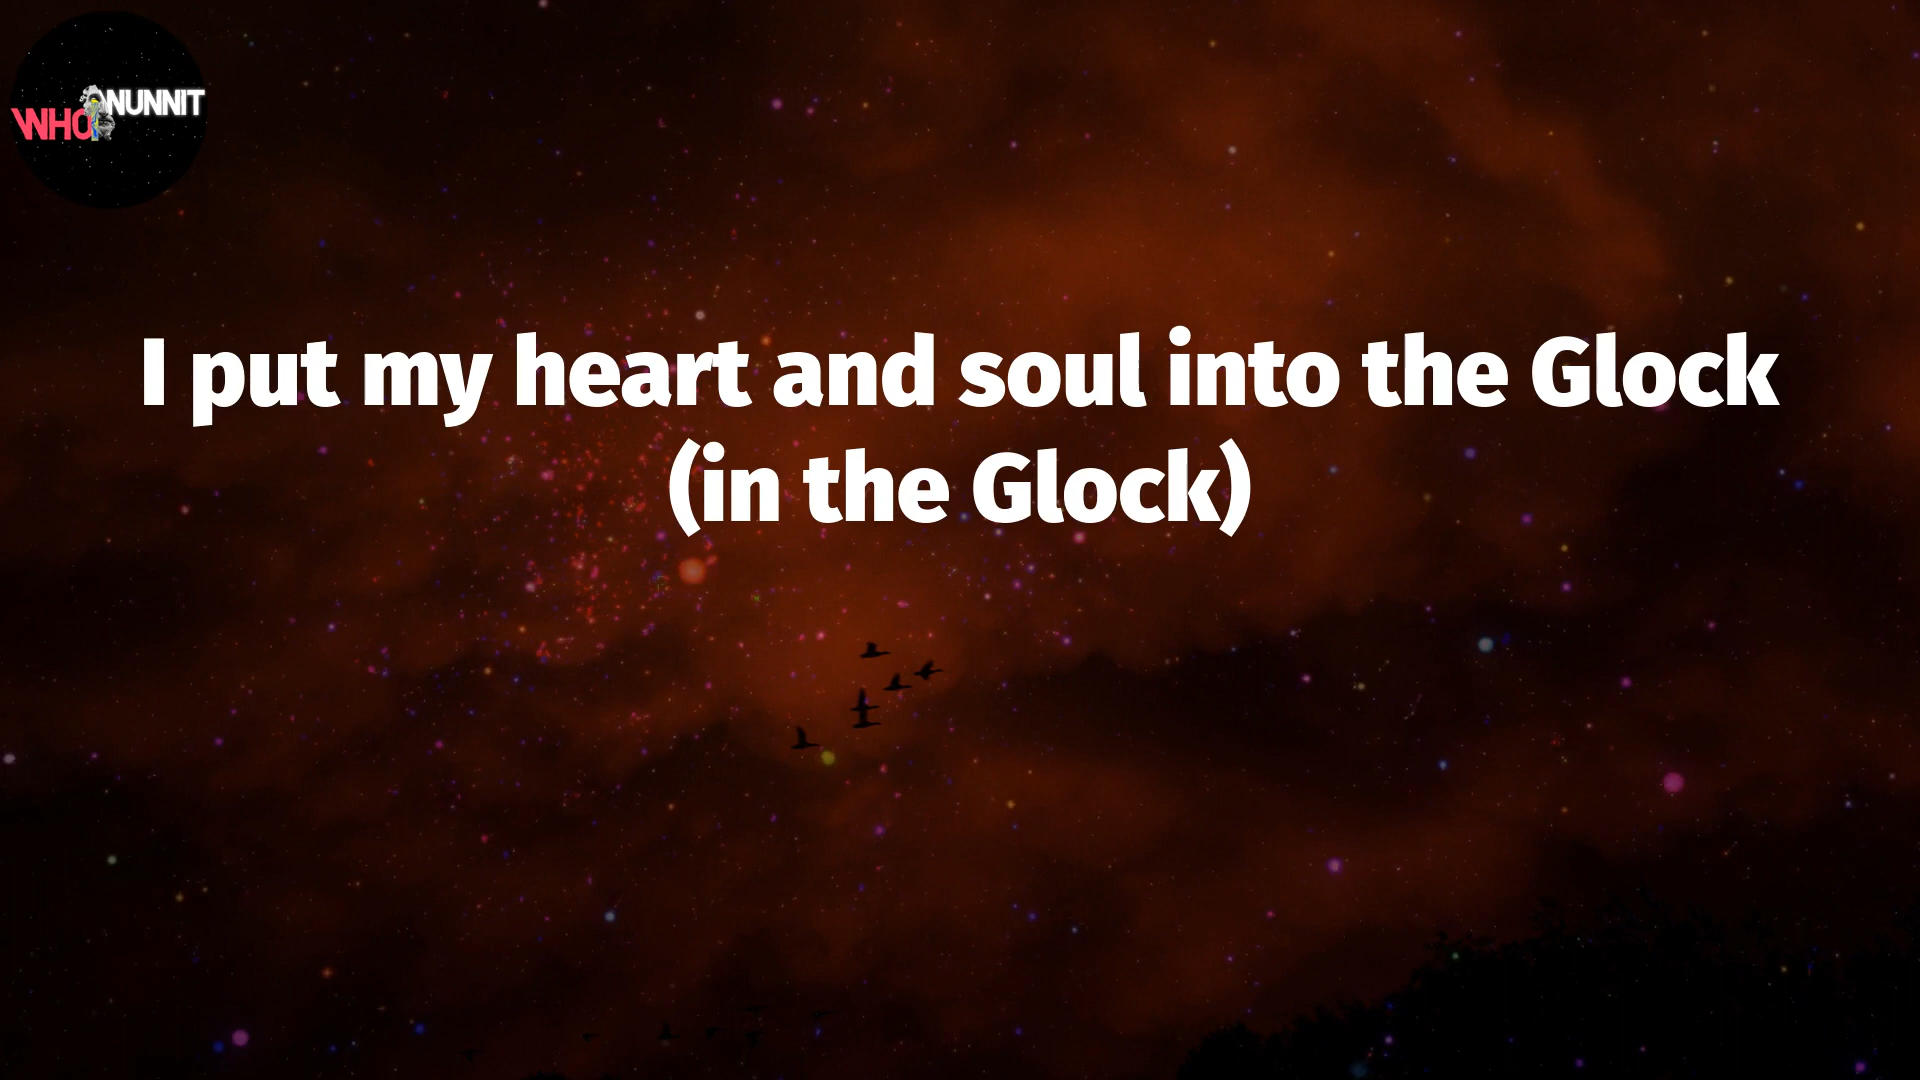 WHO NUNNIT
I put my heart and soul into the Glock
(in the Glock)